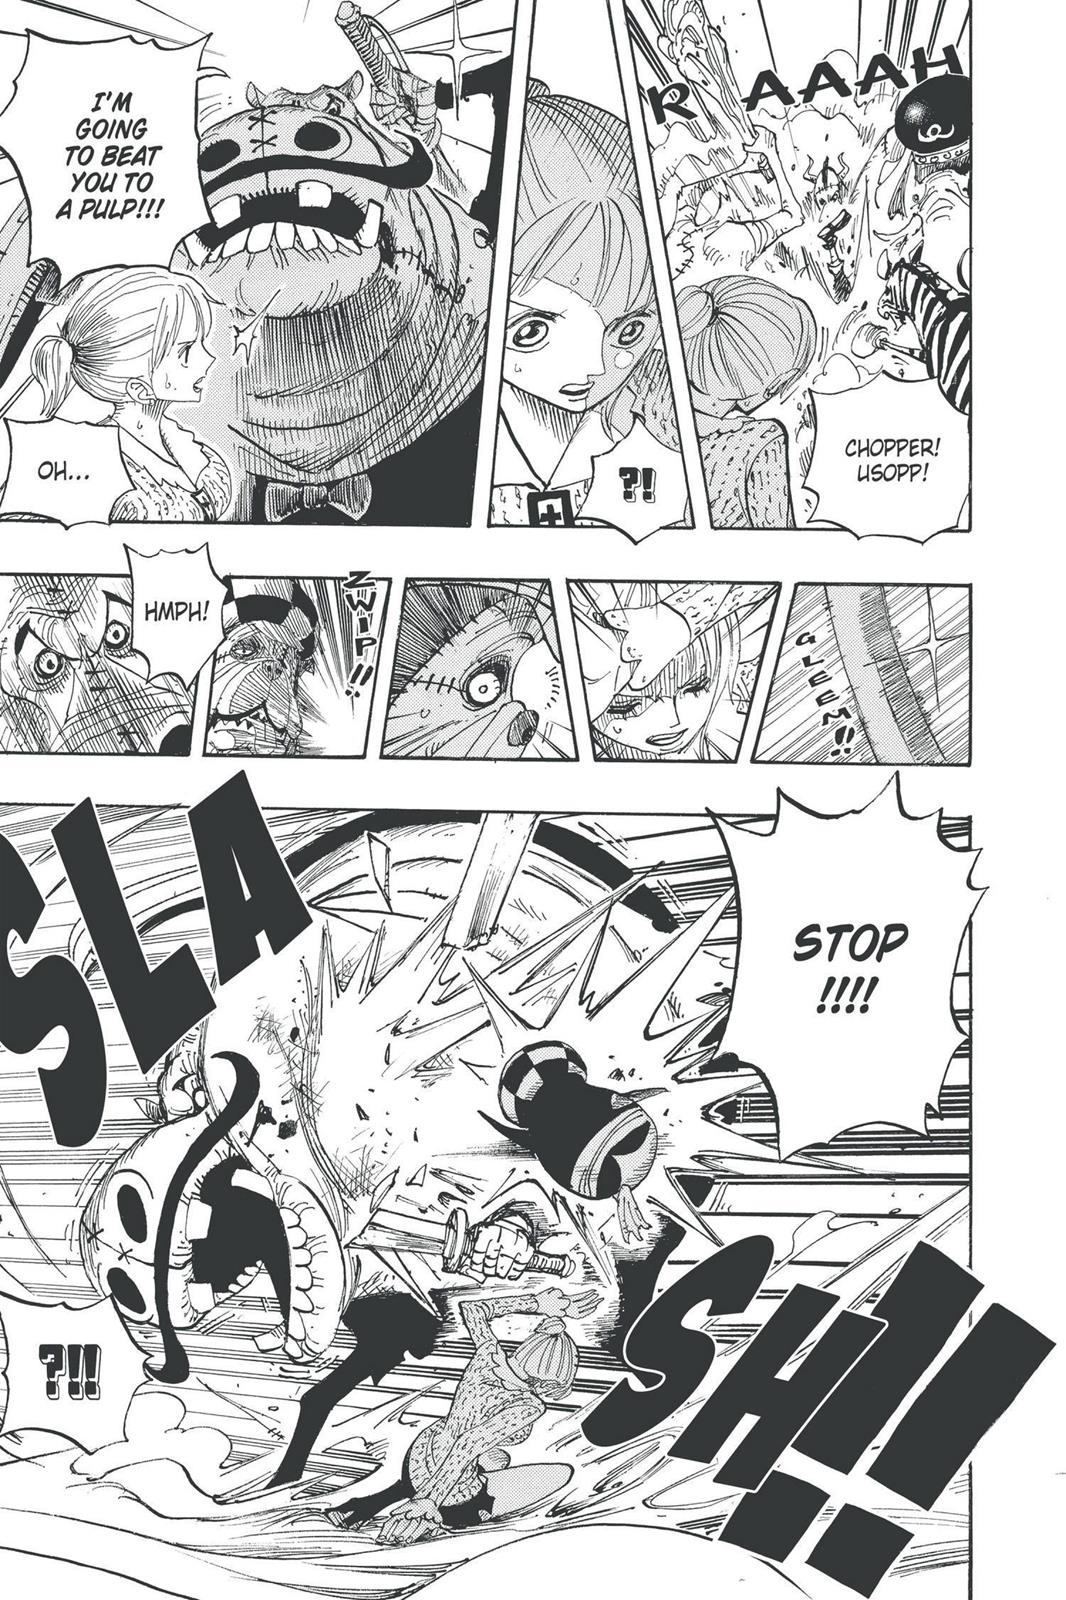 RAAAH
CHOPPER!
USOPP!
?!
I'M
GOING
TO BEAT
YOU TO
A PULP!!!
OH...
GLEEM!!
ZWIP!!
HMPH!
STOP
!!!!
SLA
SH!!
?!!